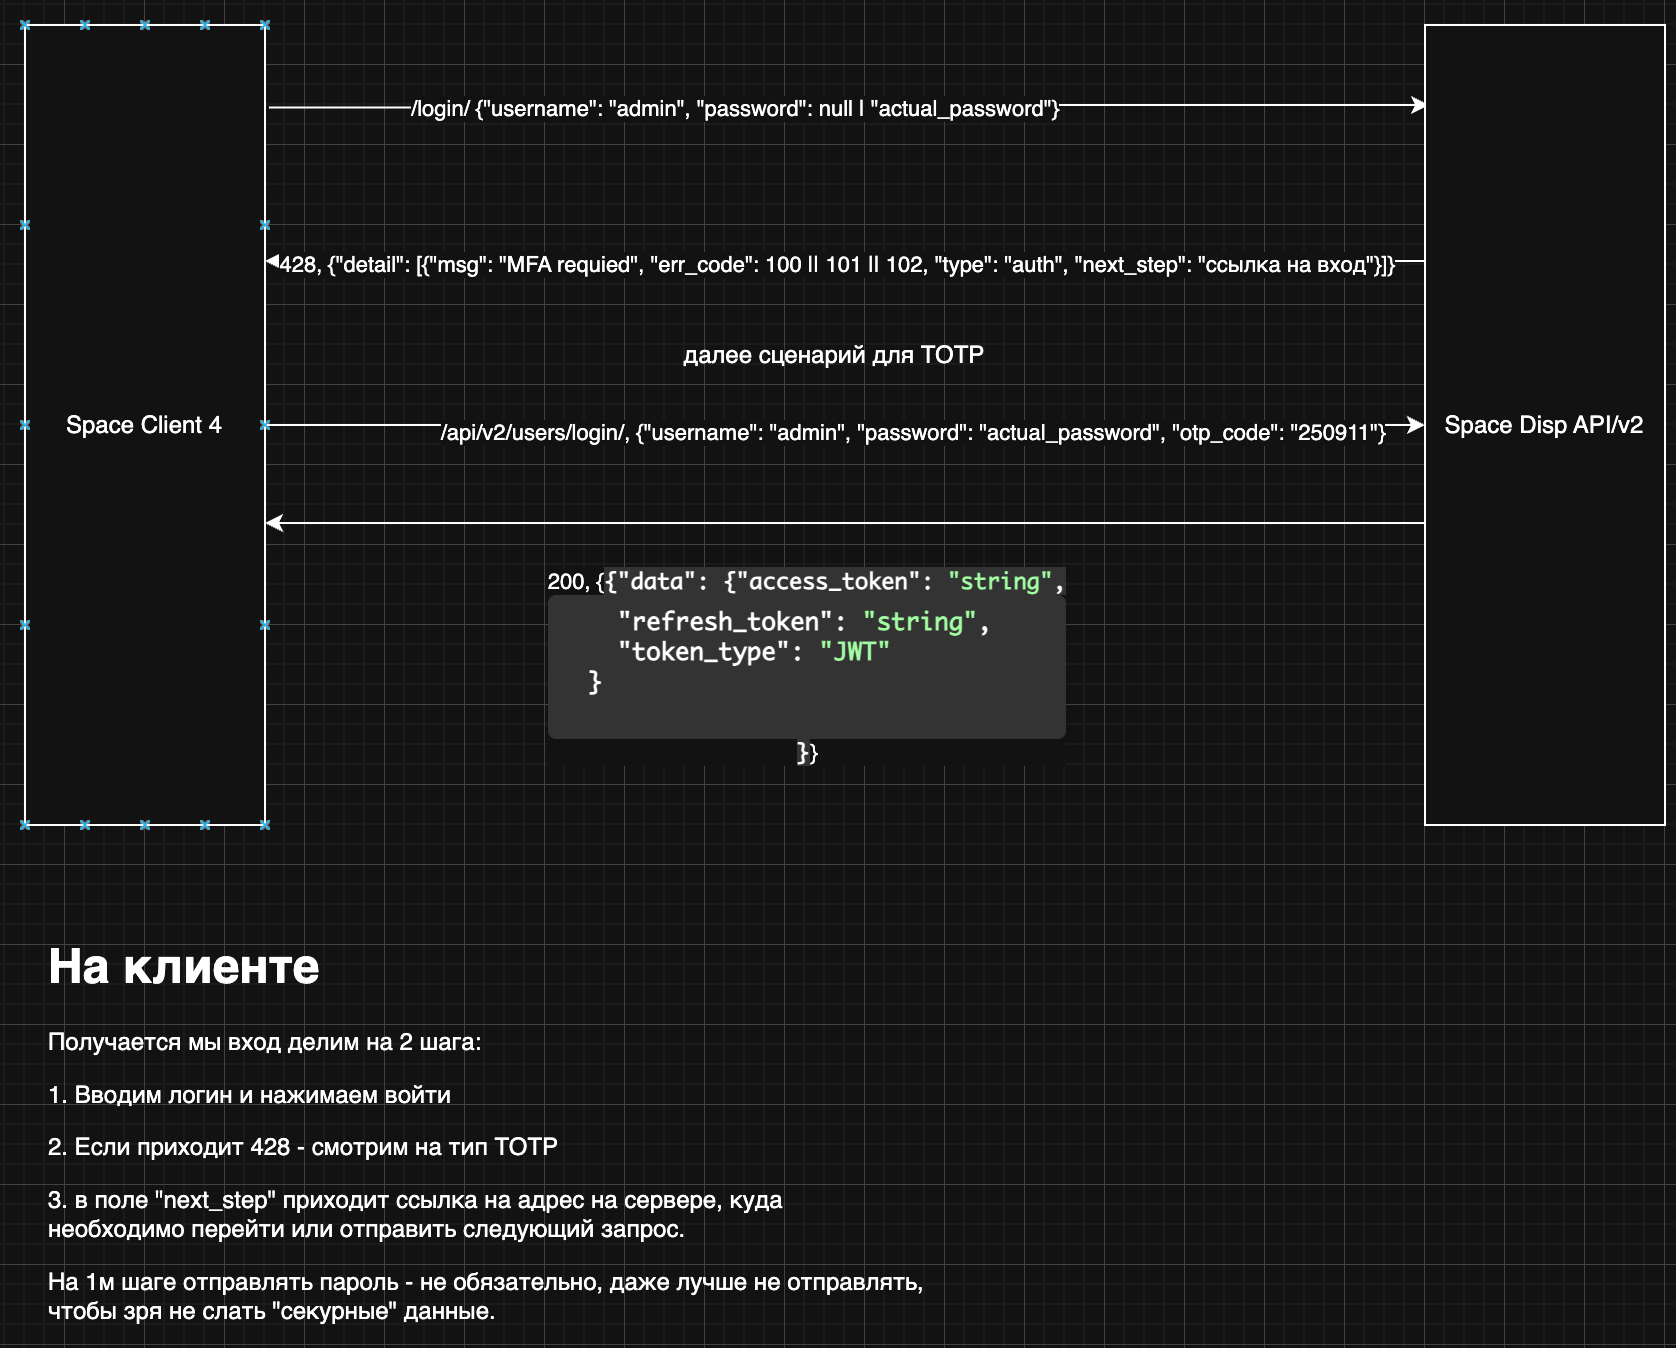 /login/ {"username": "admin", "password": null | "actual_password"}
428, {"detail": [{"msg": "MFA requied", "err_code": 100 || 101 || 102, "type": "auth", "next_step": "ссылка на вход"}]}
далее сценарий для TOTP
Space Client 4
/api/v2/users/login/, {"username": "admin", "password": "actual_password", "otp_code": "250911"}
Space Disp API/v2
200, {{"data": {"access_token": "string",
"refresh_token": "string",
"token_type": "JWT"
}
}}
На клиенте
Получается мы вход делим на 2 шага:
1. Вводим логин и нажимаем войти
2. Если приходит 428 - смотрим на тип TOTP
3. в поле "next_step" приходит ссылка на адрес на сервере, куда
необходимо перейти или отправить следующий запрос.
На 1м шаге отправлять пароль - не обязательно, даже лучше не отправлять,
чтобы зря не слать "секурные" данные.